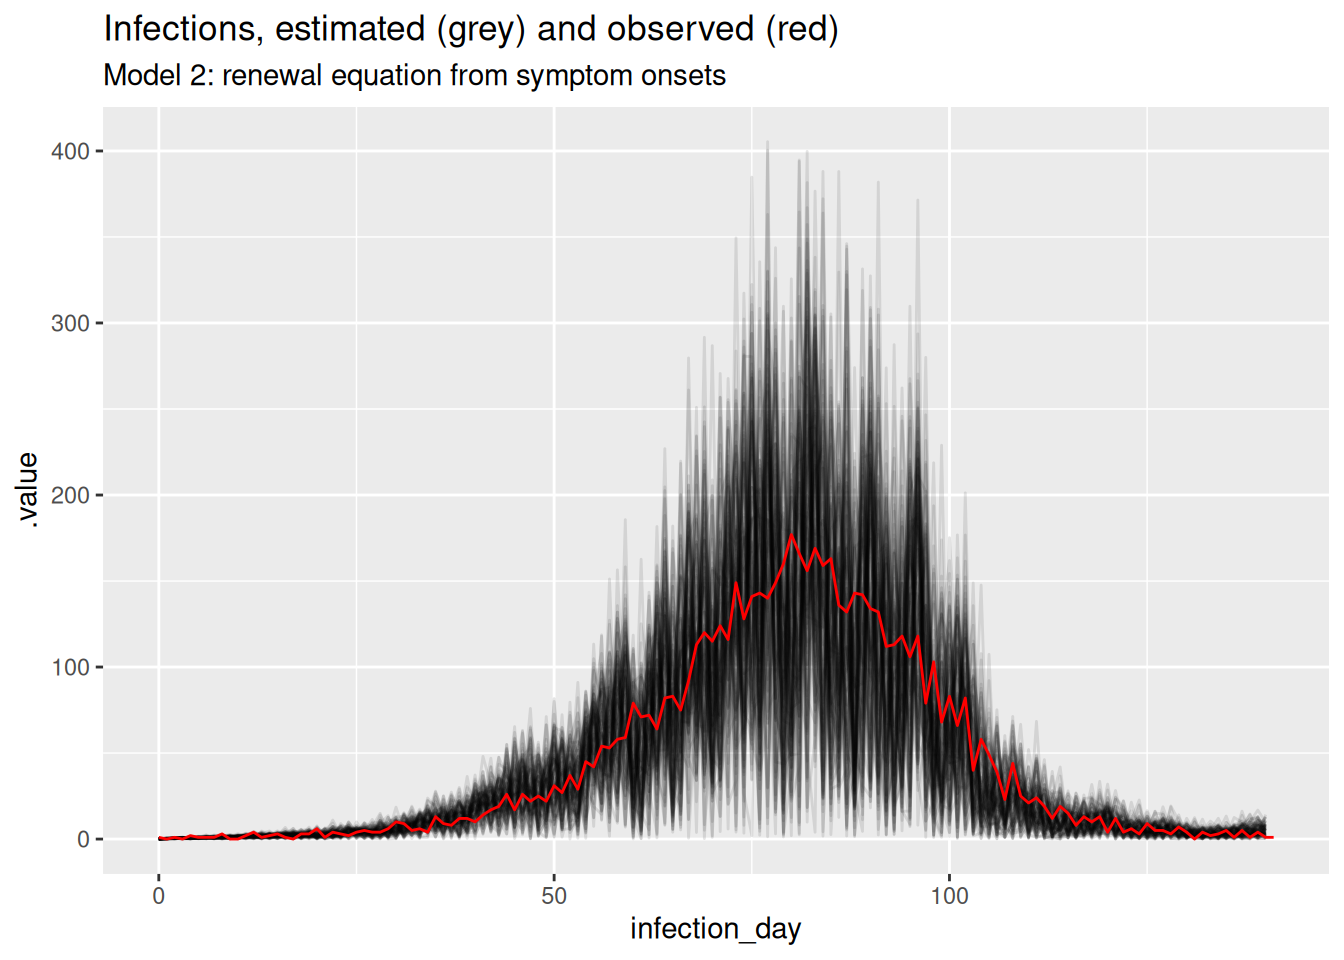 Infections, estimated (grey) and observed (red)
Model 2: renewal equation from symptom onsets
400
300
200
100
0
.value
0 50 100
infection_day